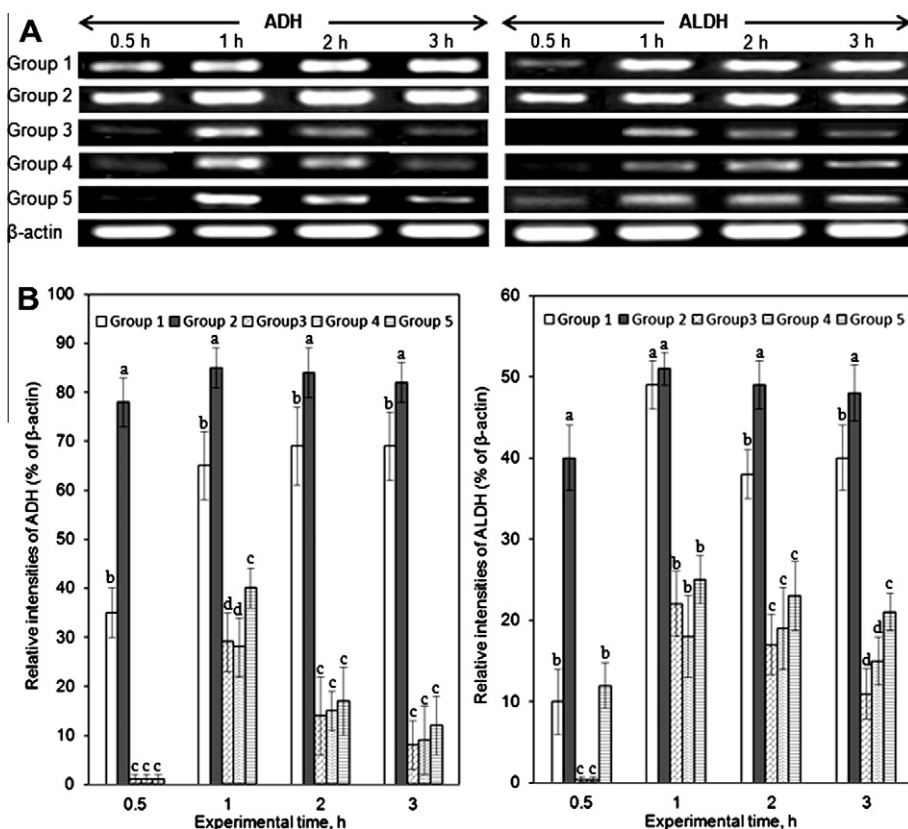 A
ADH
ALDH
0.5 h 1 h 2 h 3 h
0.5 h 1 h 2 h 3 h
Group 1
Group 2
Group 3
Group 4
Group 5
β-actin
B
Relative intensities of ADH (% of β-actin)
100
90
80
70
60
50
40
30
20
10
0
Group 1 Group 2 Group3 Group 4 Group 5
b a c c c
b a d d c
b a c c c
b a c c c
0.5 1 2 3
Experimental time, h
Relative intensities of ALDH (% of β-actin)
60
50
40
30
20
10
0
Group 1 Group 2 Group3 Group 4 Group 5
b a c c b
a a b b b
b a c c c
b a d d c
0.5 1 2 3
Experimental time, h